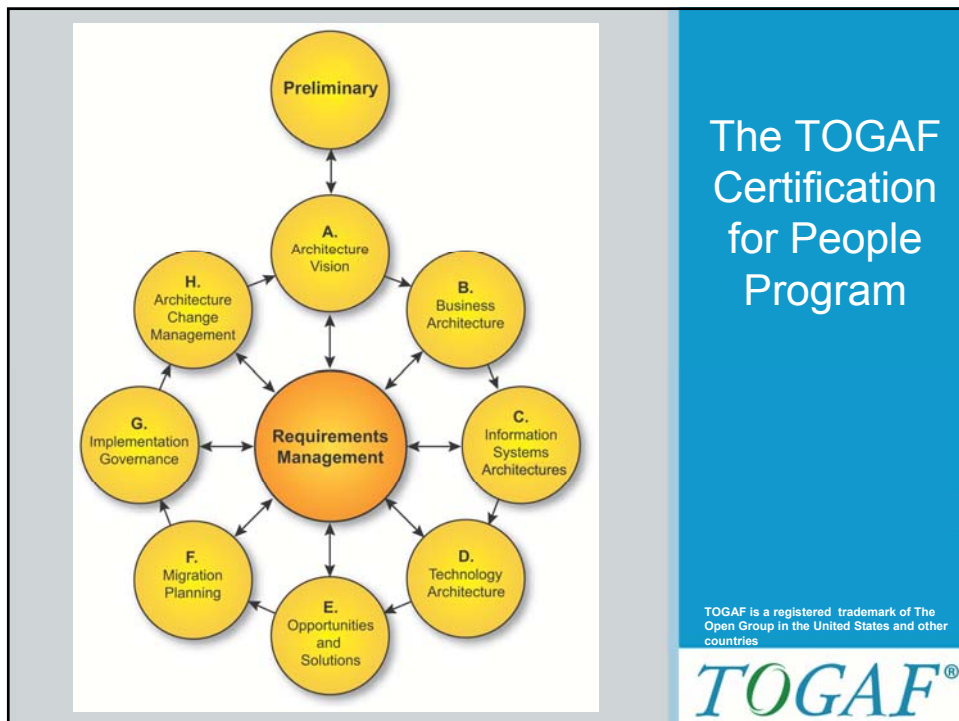 Preliminary
A.
Architecture
Vision
H.
Architecture
Change
Management
B.
Business
Architecture
G.
Implementation
Governance
Requirements
Management
C.
Information
Systems
Architectures
F.
Migration
Planning
D.
Technology
Architecture
E.
Opportunities
and
Solutions
The TOGAF
Certification
for People
Program
TOGAF is a registered trademark of The
Open Group in the United States and other
countries
TOGAF®